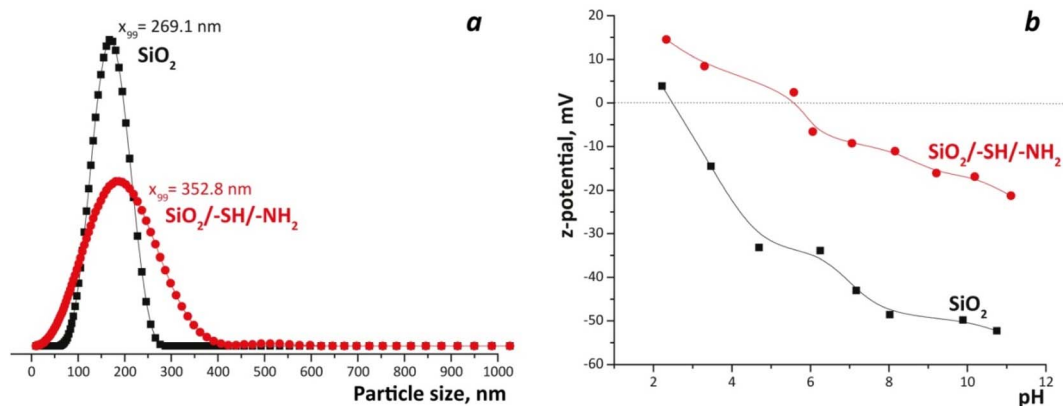 a
x₉₉= 269.1 nm
SiO₂
x₉₉= 352.8 nm
SiO₂/-SH/-NH₂
0 100 200 300 400 500 600 700 800 900 1000
Particle size, nm
b
20
10
0
-10
-20
-30
-40
-50
-60
z-potential, mV
SiO₂/-SH/-NH₂
SiO₂
2 4 6 8 10 12
pH